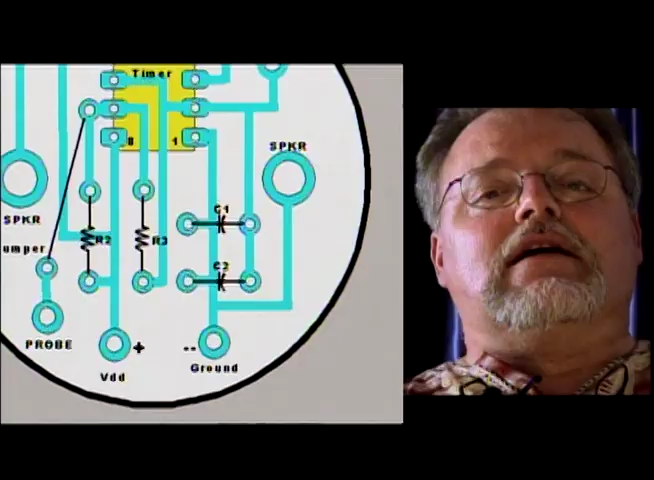 Timer
8 1
SPKR
SPKR
C1
umper
R2 R3
C2
PROBE
+ --
Vdd
Ground